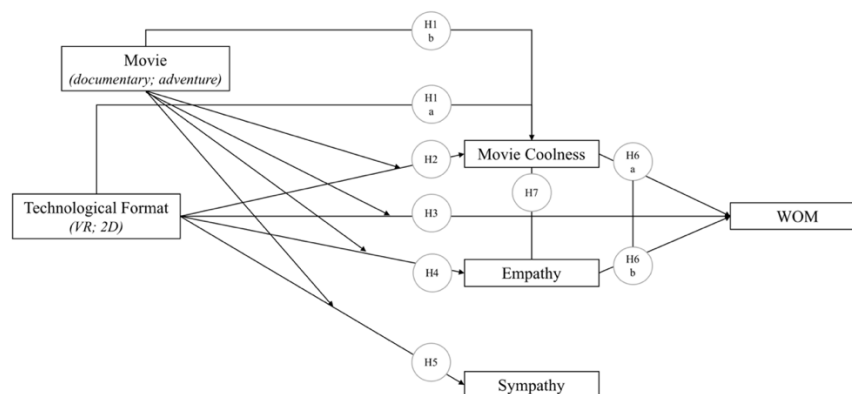 H1
b
Movie
(documentary; adventure)
H1
a
H2
Movie Coolness
H6
a
H7
Technological Format
(VR; 2D)
H3
WOM
H4
Empathy
H6
b
H5
Sympathy